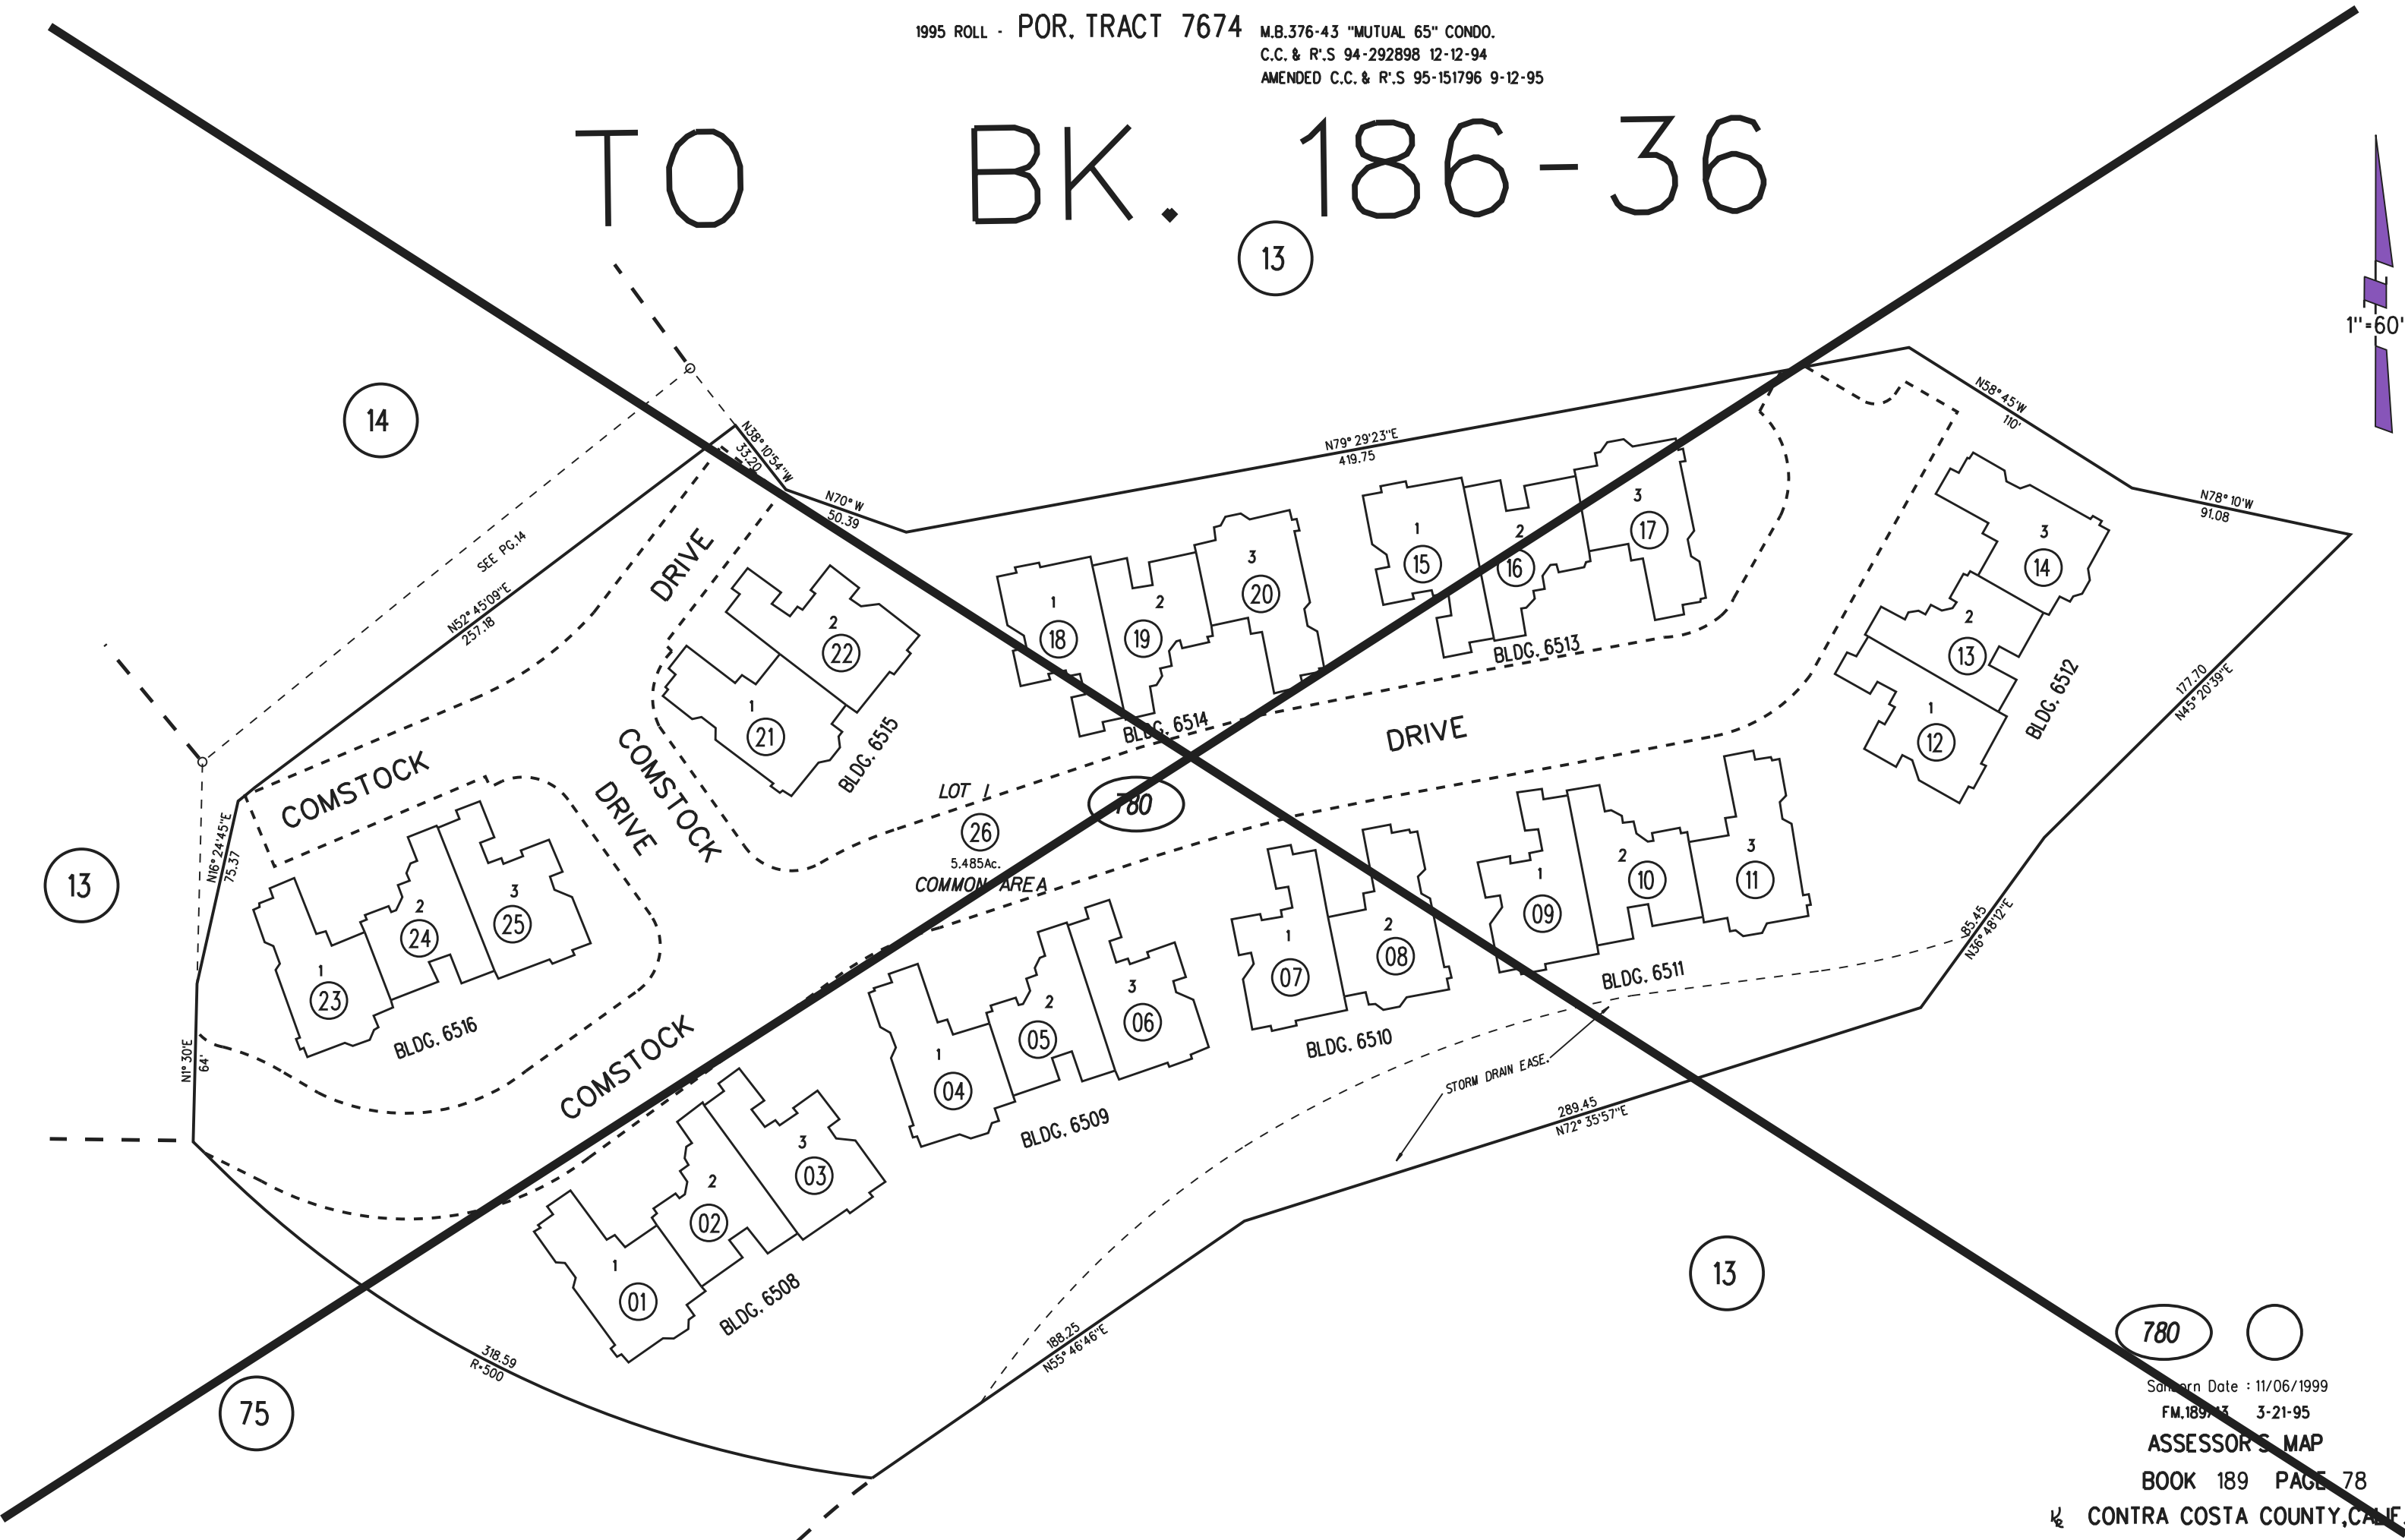 1995 ROLL - POR. TRACT 7674 M.B.376-43 "MUTUAL 65" CONDO.
C.C. & R'.S 94-292898 12-12-94
AMENDED C.C. & R'.S 95-151796 9-12-95
TO BK. 186-36
13
1"=60'
14
N58°45'W
110'
N79°29'23"E
419.75
N38°10'54"W
33.20
N70°W
50.39
N78°10'W
91.08
SEE PG.14
N52°45'09"E
257.18
DRIVE
1
15
2
16
3
17
BLDG. 6513
1
18
2
19
3
20
BLDG. 6514
3
14
2
13
1
12
BLDG. 6512
2
22
1
21
BLDG. 6515
177.70
N45°20'39"E
COMSTOCK
COMSTOCK
DRIVE
DRIVE
LOT 1
26
5.485Ac.
COMMON AREA
780
N16°24'45"E
75.37
13
1
23
2
24
3
25
BLDG. 6516
1
09
2
10
3
11
BLDG. 6511
1
07
2
08
BLDG. 6510
1
04
2
05
3
06
BLDG. 6509
85.45
N36°48'12"E
N1°30'E
64'
COMSTOCK
STORM DRAIN EASE.
289.45
N72°35'57"E
1
01
2
02
3
03
BLDG. 6508
13
188.25
N55°46'46"E
318.59
R=500
75
780
Sanborn Date : 11/06/1999
FM.189-13 3-21-95
ASSESSOR'S MAP
BOOK 189 PAGE 78
CONTRA COSTA COUNTY,CALIF.